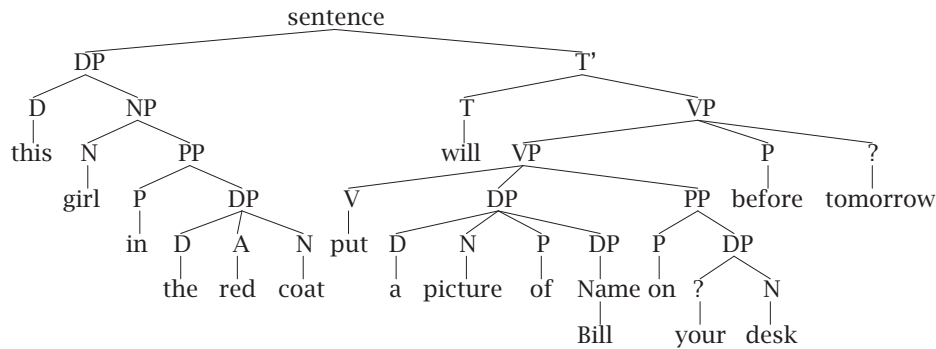 sentence
DP T’
D NP T VP
this N PP will VP P ?
girl P DP V DP PP before tomorrow
in D A N put D N P DP P DP
the red coat a picture of Name on ? N
Bill your desk